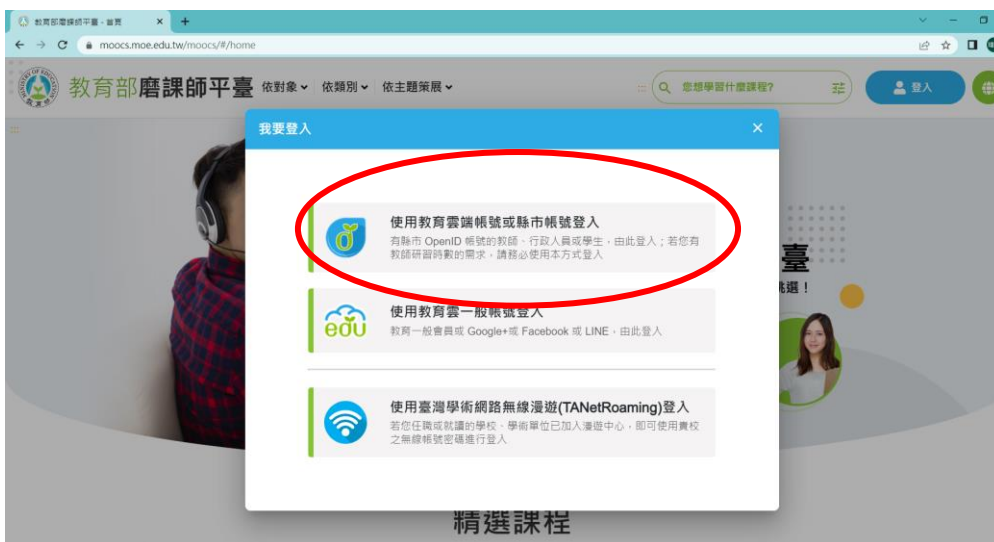 教育部磨課師平臺 - 首頁
moocs.moe.edu.tw/moocs/#/home
教育部磨課師平臺 依對象 依類別 依主題策展 您想學習什麼課程? 登入
我要登入
使用教育雲端帳號或縣市帳號登入
有縣市 OpenID 帳號的教師、行政人員或學生，由此登入；若您有
教師研習時數的需求，請務必使用本方式登入
臺
挑選！
使用教育雲一般帳號登入
edu
教育一般會員或 Google+或 Facebook 或 LINE，由此登入
使用臺灣學術網路無線漫遊(TANetRoaming)登入
若您任職或就讀的學校、學術單位已加入漫遊中心，即可使用貴校
之無線帳號密碼進行登入
精選課程